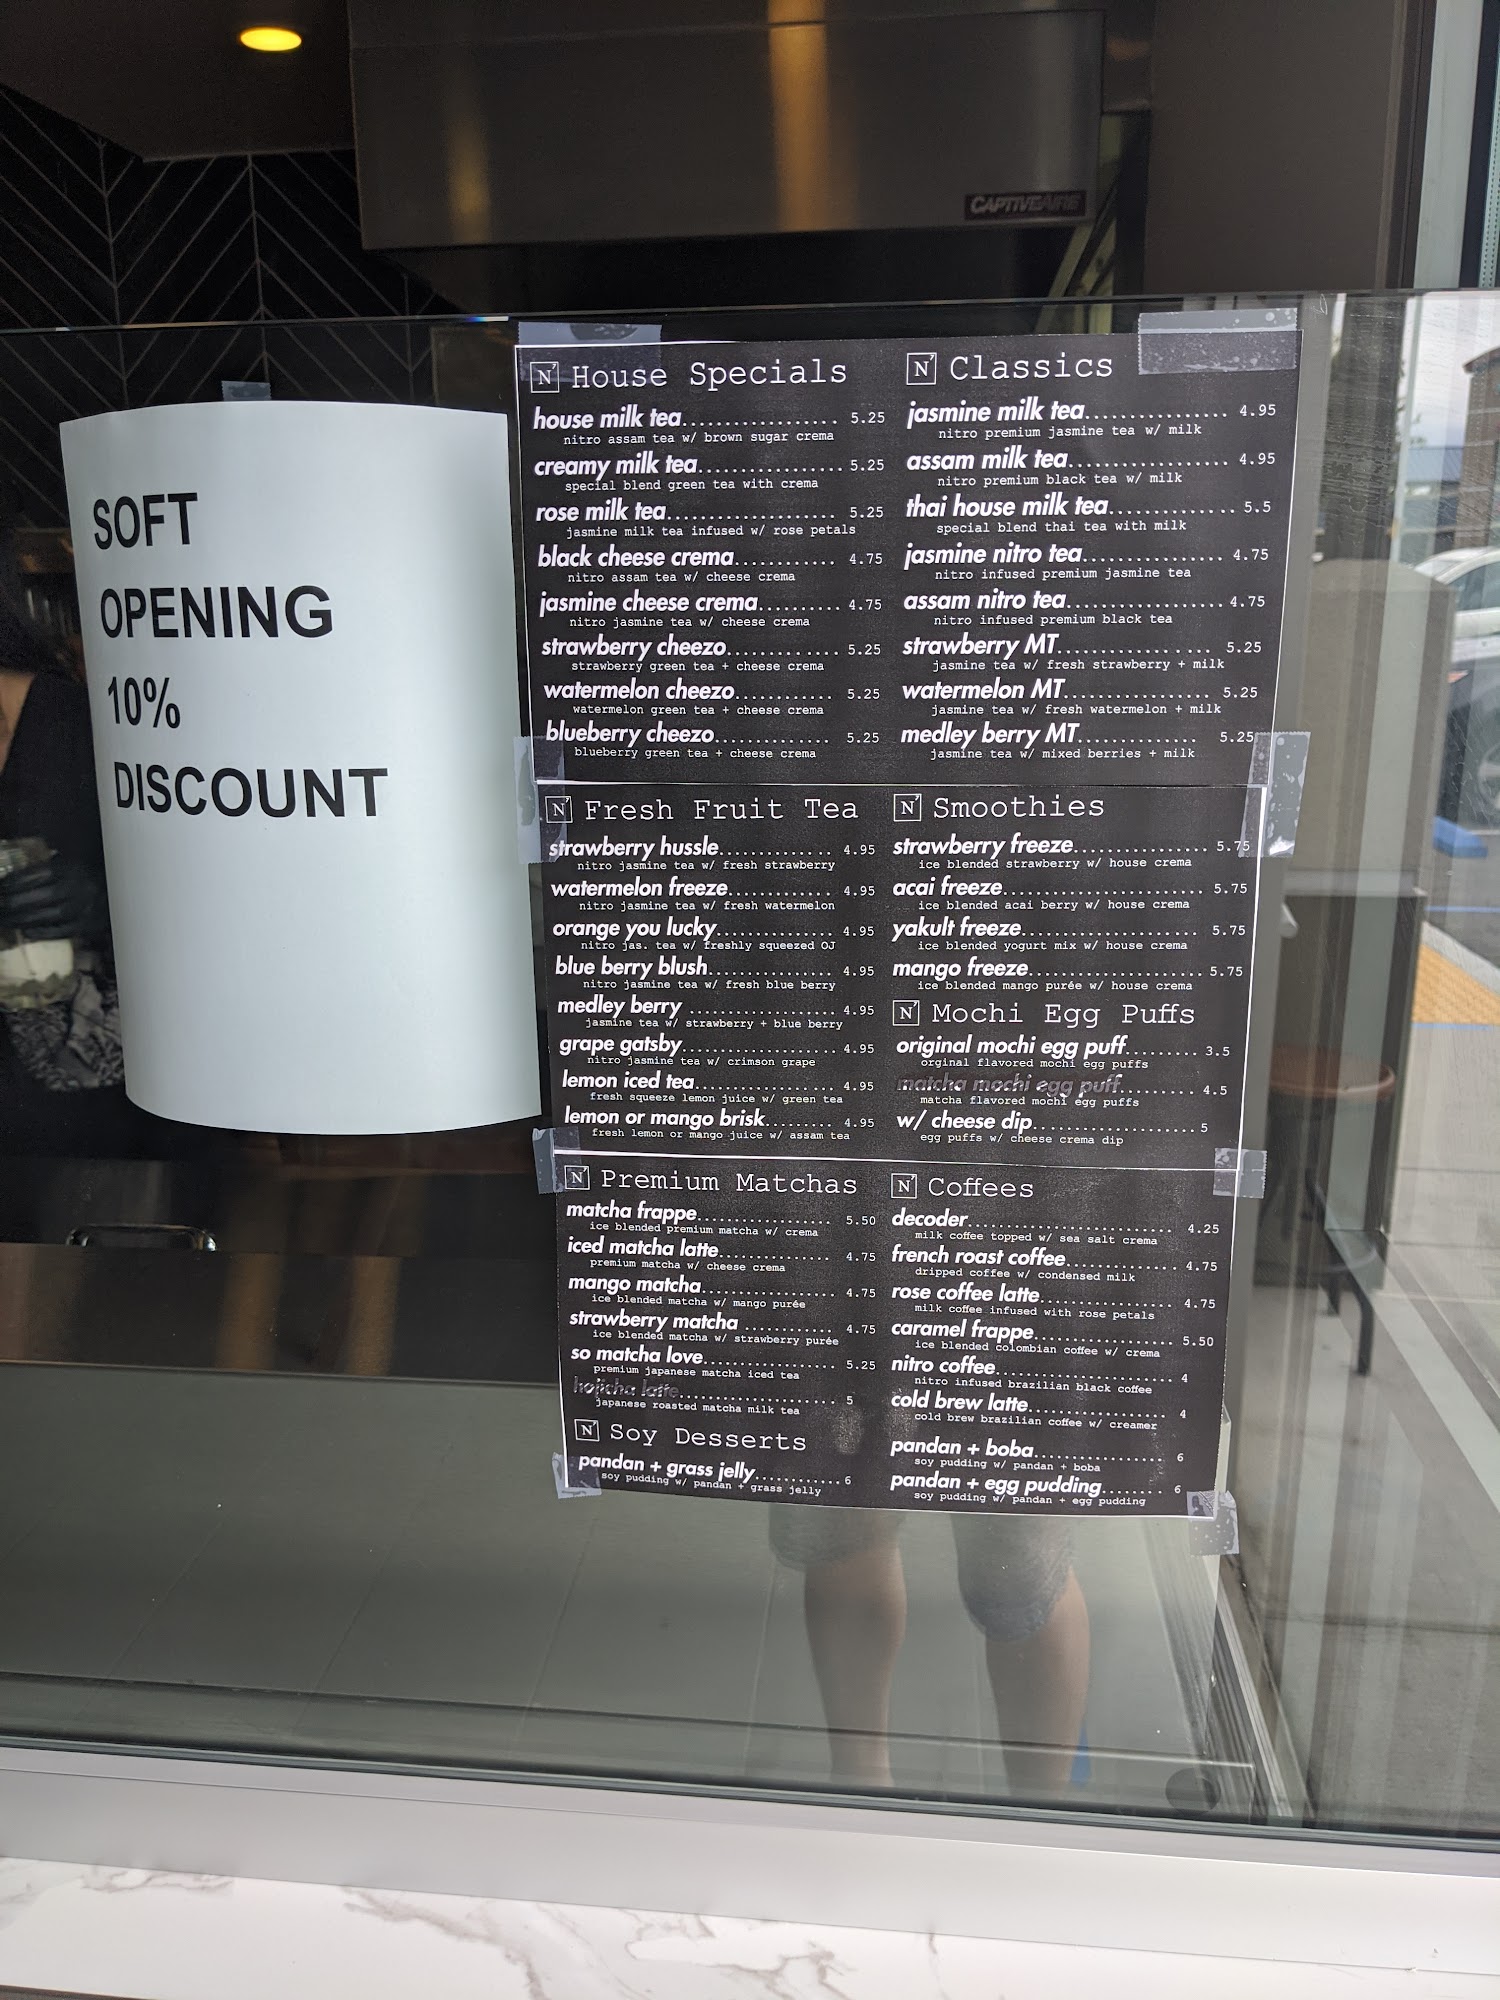 CAPTIVEAIRE
SOFT
OPENING
10%
DISCOUNT
N' House Specials
house milk tea................. 5.25
nitro assam tea w/ brown sugar crema
creamy milk tea................ 5.25
special blend green tea with crema
rose milk tea.................... 5.25
jasmine milk tea infused w/ rose petals
black cheese crema............ 4.75
nitro assam tea w/ cheese crema
jasmine cheese crema.......... 4.75
nitro jasmine tea w/ cheese crema
strawberry cheezo............. 5.25
strawberry green tea + cheese crema
watermelon cheezo............ 5.25
watermelon green tea + cheese crema
blueberry cheezo.............. 5.25
blueberry green tea + cheese crema
N' Classics
jasmine milk tea................. 4.95
nitro premium jasmine tea w/ milk
assam milk tea................... 4.95
nitro premium black tea w/ milk
thai house milk tea.............. 5.5
special blend thai tea with milk
jasmine nitro tea................. 4.75
nitro infused premium jasmine tea
assam nitro tea................... 4.75
nitro infused premium black tea
strawberry MT.................. 5.25
jasmine tea w/ fresh strawberry + milk
watermelon MT................. 5.25
jasmine tea w/ fresh watermelon + milk
medley berry MT................ 5.25
jasmine tea w/ mixed berries + milk
N' Fresh Fruit Tea
strawberry hussle.............. 4.95
nitro jasmine tea w/ fresh strawberry
watermelon freeze............. 4.95
nitro jasmine tea w/ fresh watermelon
orange you lucky............... 4.95
nitro jas. tea w/ freshly squeezed OJ
blue berry blush................ 4.95
nitro jasmine tea w/ fresh blue berry
medley berry .................. 4.95
jasmine tea w/ strawberry + blue berry
grape gatsby................... 4.95
nitro jasmine tea w/ crimson grape
lemon iced tea.................. 4.95
fresh squeeze lemon juice w/ green tea
lemon or mango brisk......... 4.95
fresh lemon or mango juice w/ assam tea
N' Smoothies
strawberry freeze................. 5.75
ice blended strawberry w/ house crema
acai freeze......................... 5.75
ice blended acai berry w/ house crema
yakult freeze...................... 5.75
ice blended yogurt mix w/ house crema
mango freeze...................... 5.75
ice blended mango purée w/ house crema
N' Mochi Egg Puffs
original mochi egg puff......... 3.5
orginal flavored mochi egg puffs
matcha mochi egg puff.......... 4.5
matcha flavored mochi egg puffs
w/ cheese dip..................... 5
egg puffs w/ cheese crema dip
N' Premium Matchas
matcha frappe................. 5.50
ice blended premium matcha w/ crema
iced matcha latte.............. 4.75
premium matcha w/ cheese crema
mango matcha................. 4.75
ice blended matcha w/ mango purée
strawberry matcha ............ 4.75
ice blended matcha w/ strawberry purée
so matcha love................. 5.25
premium japanese matcha iced tea
hojicha latte.................... 5
japanese roasted matcha milk tea
N' Soy Desserts
pandan + grass jelly............ 6
soy pudding w/ pandan + grass jelly
N' Coffees
decoder.......................... 4.25
milk coffee topped w/ sea salt crema
french roast coffee.............. 4.75
dripped coffee w/ condensed milk
rose coffee latte................. 4.75
milk coffee infused with rose petals
caramel frappe.................. 5.50
ice blended colombian coffee w/ crema
nitro coffee...................... 4
nitro infused brazilian black coffee
cold brew latte.................. 4
cold brew brazilian coffee w/ creamer
pandan + boba................... 6
soy pudding w/ pandan + boba
pandan + egg pudding........ 6
soy pudding w/ pandan + egg pudding